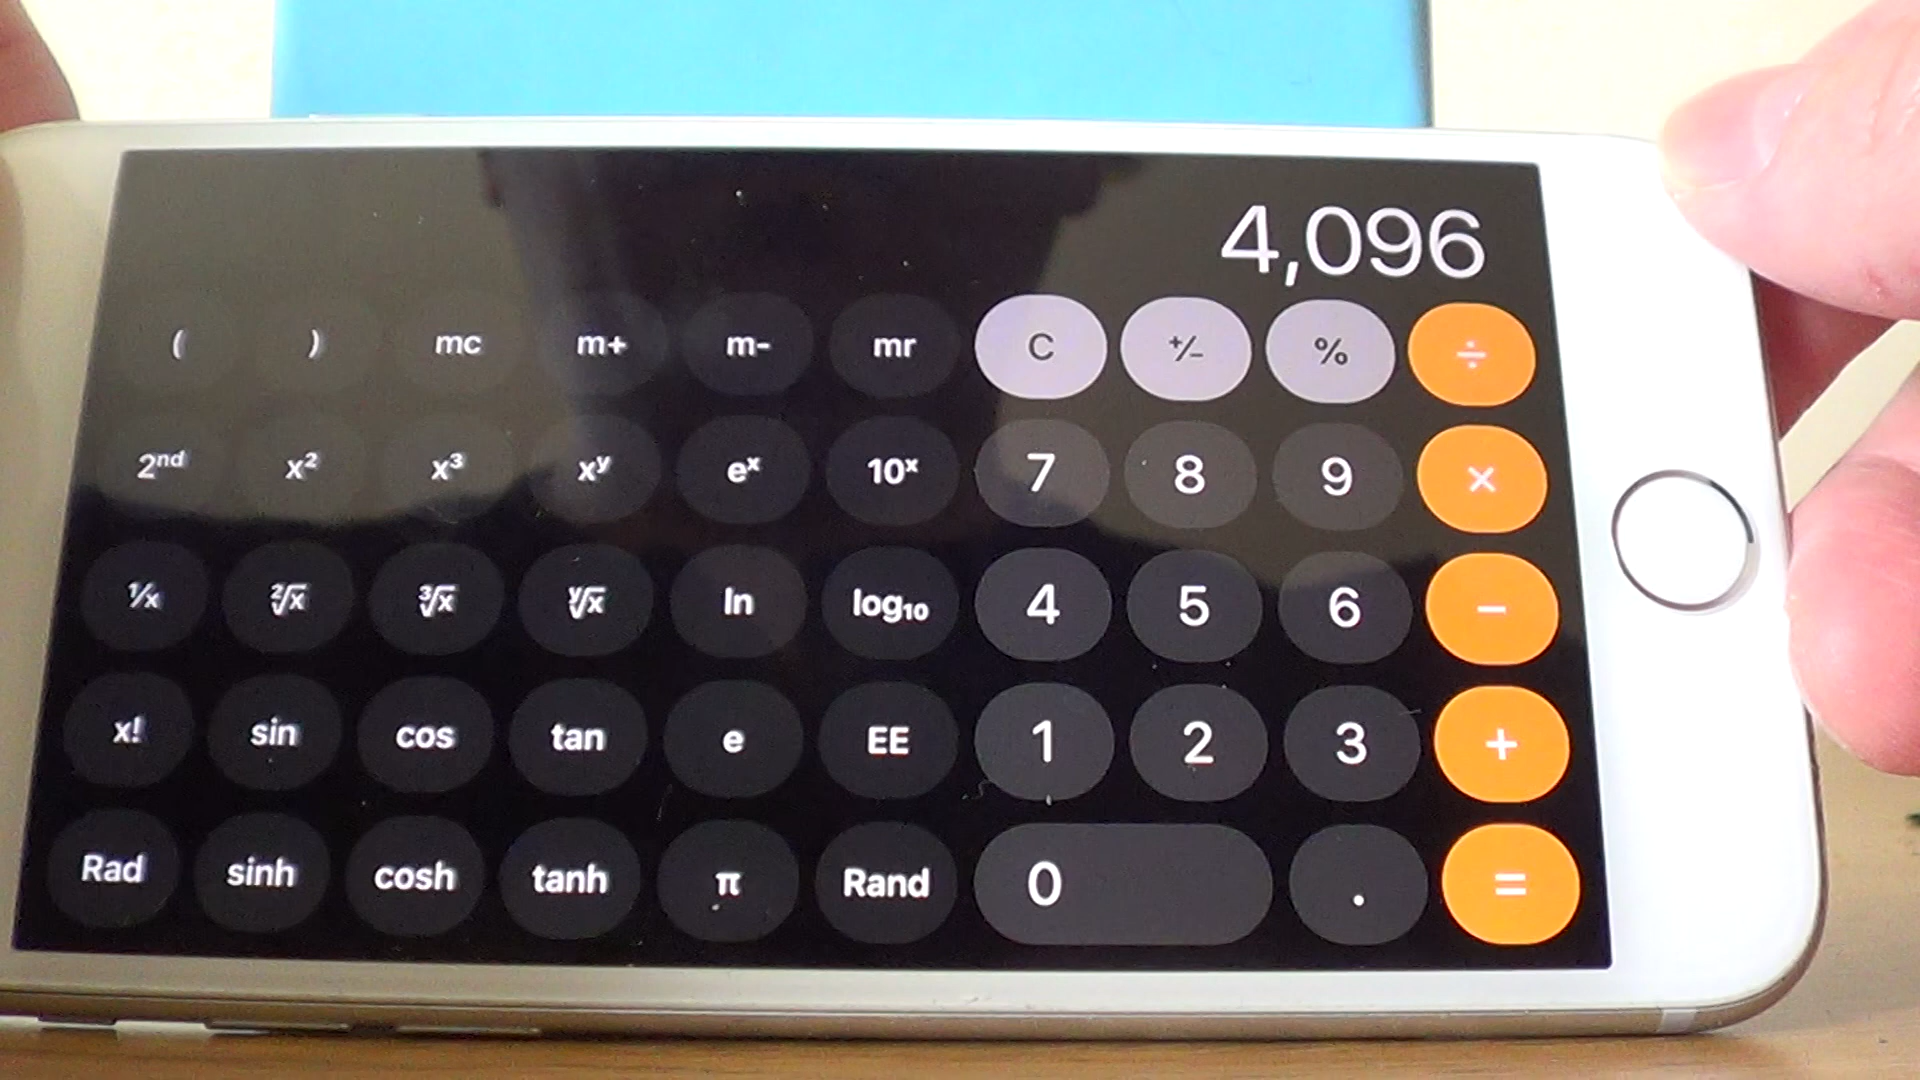 4,096
( ) mc m+ m- mr C +/− % ÷
2ⁿᵈ x² x³ xʸ eˣ 10ˣ 7 8 9 ×
¹/x ²√x ³√x ʸ√x ln log₁₀ 4 5 6 −
x! sin cos tan e EE 1 2 3 +
Rad sinh cosh tanh π Rand 0 . =